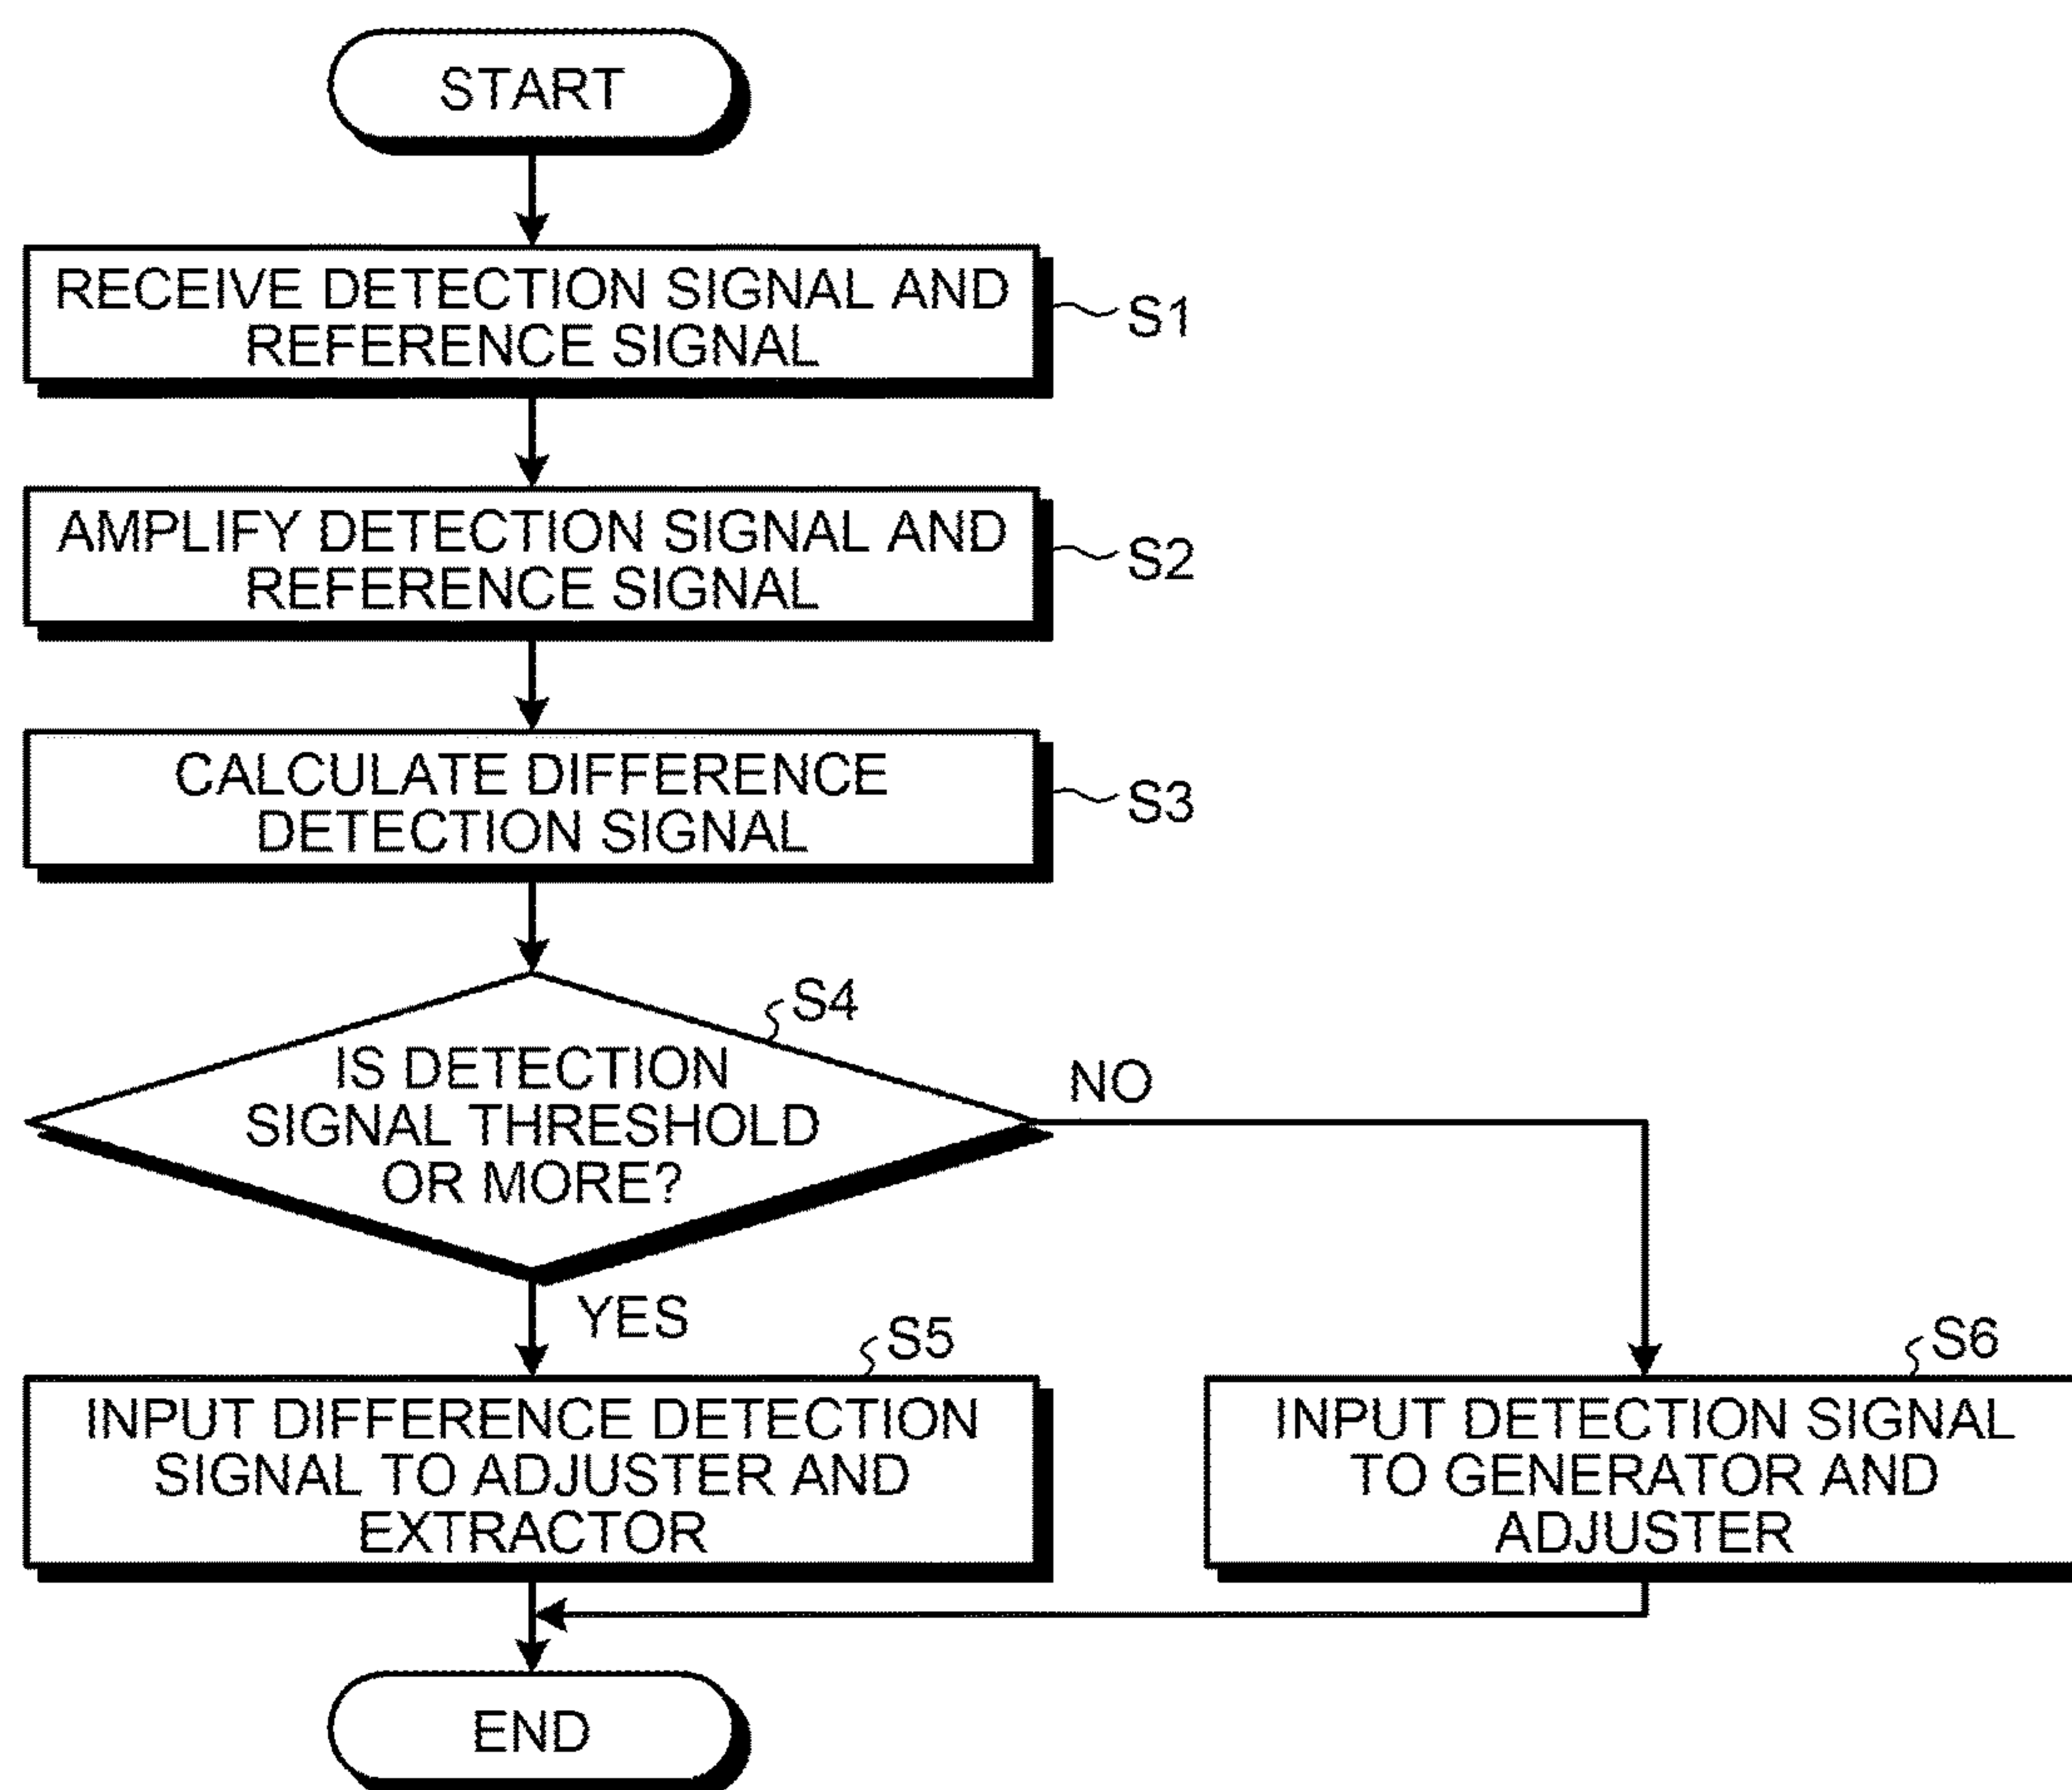 START
RECEIVE DETECTION SIGNAL AND
REFERENCE SIGNAL
S1
AMPLIFY DETECTION SIGNAL AND
REFERENCE SIGNAL
S2
CALCULATE DIFFERENCE
DETECTION SIGNAL
S3
S4
IS DETECTION
SIGNAL THRESHOLD
OR MORE?
NO
YES
S5
INPUT DIFFERENCE DETECTION
SIGNAL TO ADJUSTER AND
EXTRACTOR
S6
INPUT DETECTION SIGNAL
TO GENERATOR AND
ADJUSTER
END